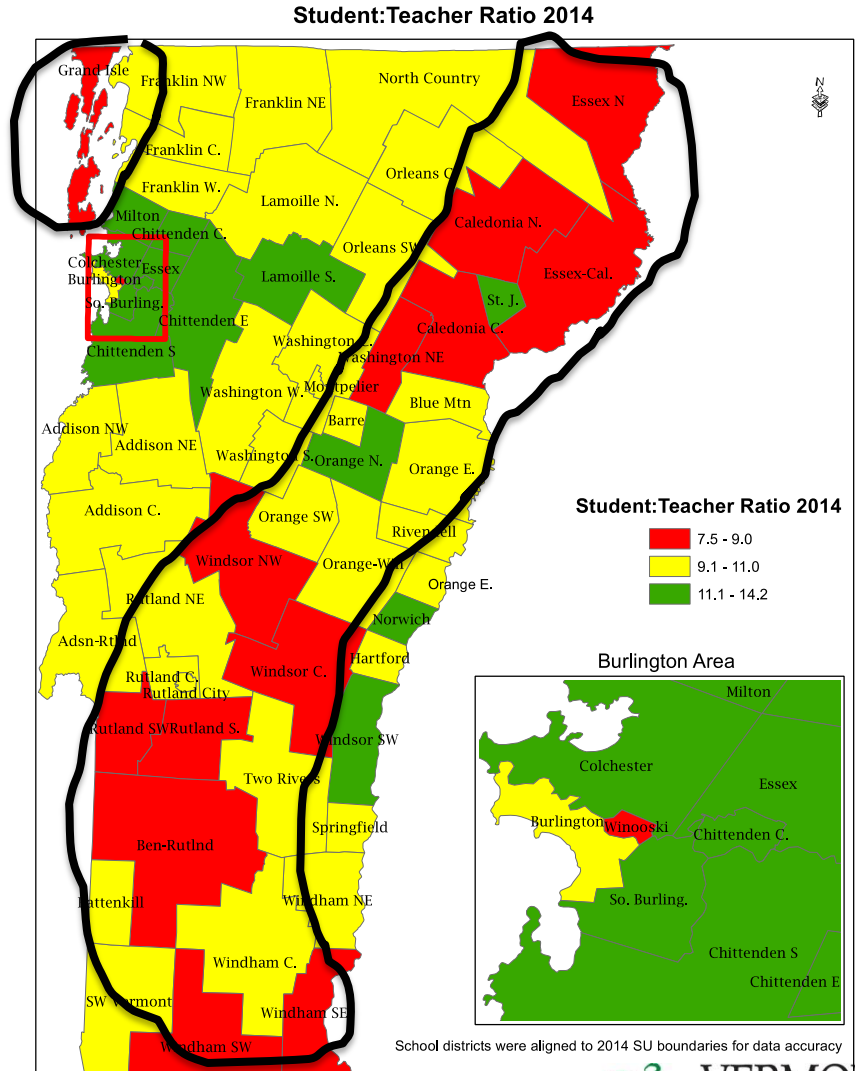 Student:Teacher Ratio 2014
Grand Isle
Franklin NW
North Country
Essex N
N
Franklin NE
Franklin C.
Orleans C
Franklin W.
Lamoille N.
Milton
Chittenden C.
Caledonia N.
Orleans SW
Colchester
Essex
Burlington
Lamoille S.
Essex-Cal.
So. Burling.
St. J.
Chittenden E
Caledonia C.
Washington C.
Chittenden S
Washington NE
Montpelier
Washington W.
Blue Mtn
Barre
Addison NW
Addison NE
Washington S.
Orange N.
Orange E.
Addison C.
Orange SW
Rivendell
Windsor NW
Orange-Win
Orange E.
Rutland NE
Norwich
Adsn-Rtlnd
Hartford
Rutland C.
Windsor C.
Rutland City
Rutland SW
Rutland S.
Windsor SW
Two Rivers
Springfield
Ben-Rutlnd
Battenkill
Windham NE
Windham C.
SW Vermont
Windham SE
Windham SW
Student:Teacher Ratio 2014
7.5 - 9.0
9.1 - 11.0
11.1 - 14.2
Burlington Area
Milton
Colchester
Essex
Burlington
Winooski
Chittenden C.
So. Burling.
Chittenden S
Chittenden E
School districts were aligned to 2014 SU boundaries for data accuracy